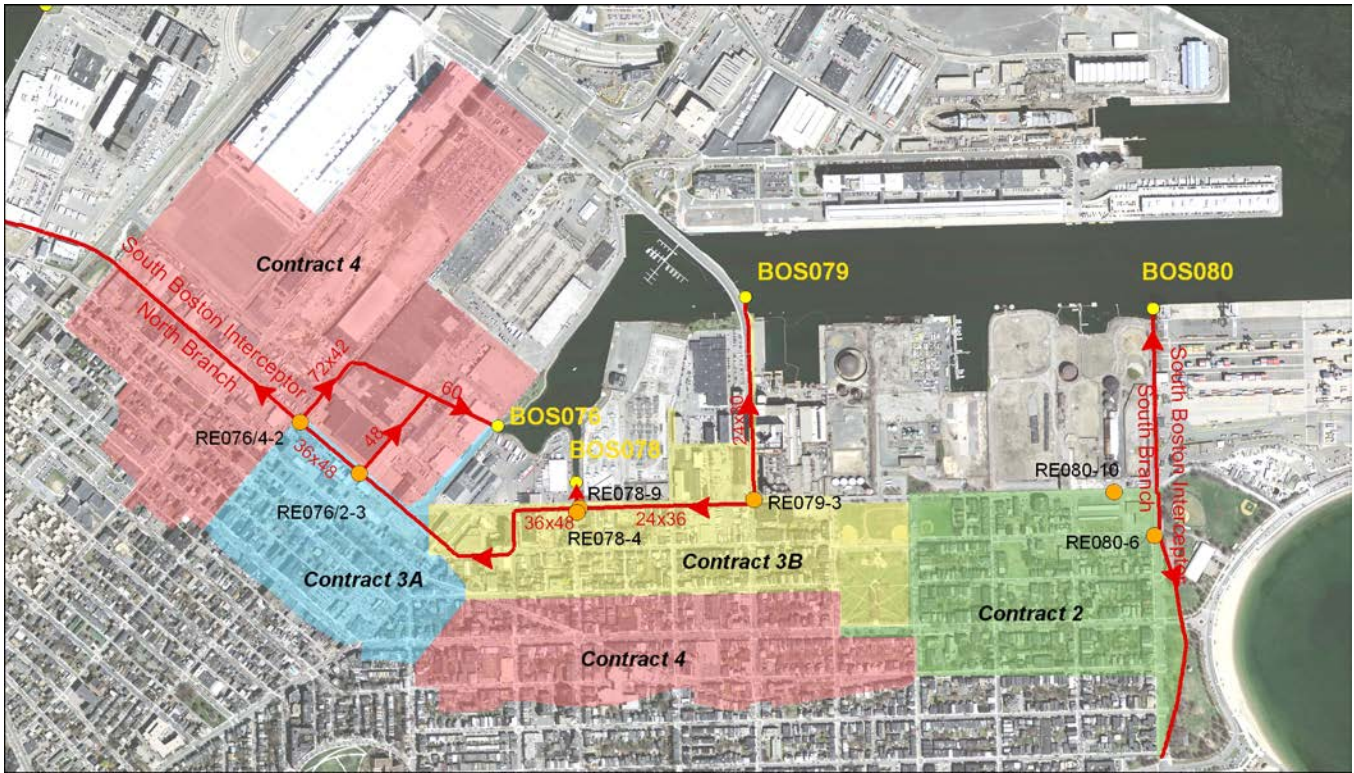 Contract 4
BOS079
BOS080
South Boston Interceptor
North Branch
72x42
60
48
BOS076
RE076/4-2
36x48
24x30
South Boston Interceptor
South Branch
BOS078
RE076/2-3
RE078-9
RE079-3
RE080-10
36x48
24x36
RE078-4
RE080-6
Contract 3B
Contract 3A
Contract 2
Contract 4